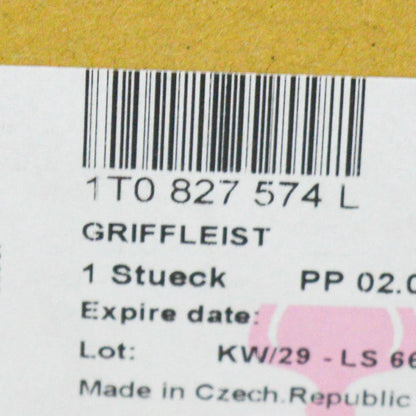 1T0 827 574 L
GRIFFLEIST
1 Stueck PP 02.0
Expire date:
Lot: KW/29 - LS 66
Made in Czech.Republic